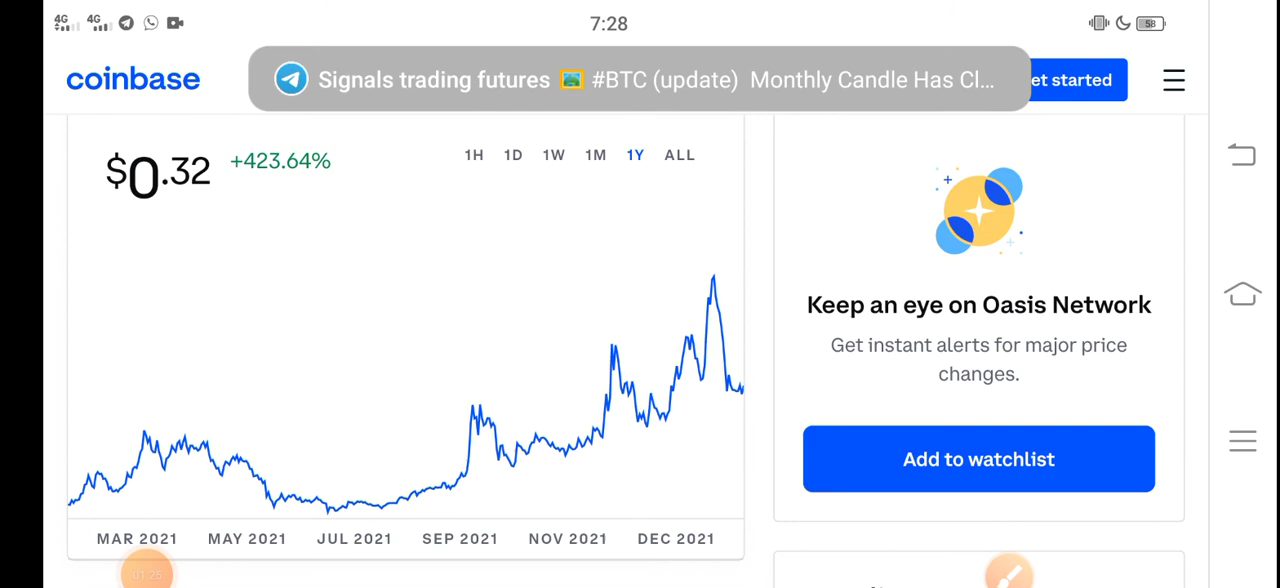 4G 4G 7:28 58
coinbase Signals trading futures #BTC (update) Monthly Candle Has Cl... et started
$0.32 +423.64% 1H 1D 1W 1M 1Y ALL
Keep an eye on Oasis Network
Get instant alerts for major price
changes.
Add to watchlist
MAR 2021 MAY 2021 JUL 2021 SEP 2021 NOV 2021 DEC 2021
01:25